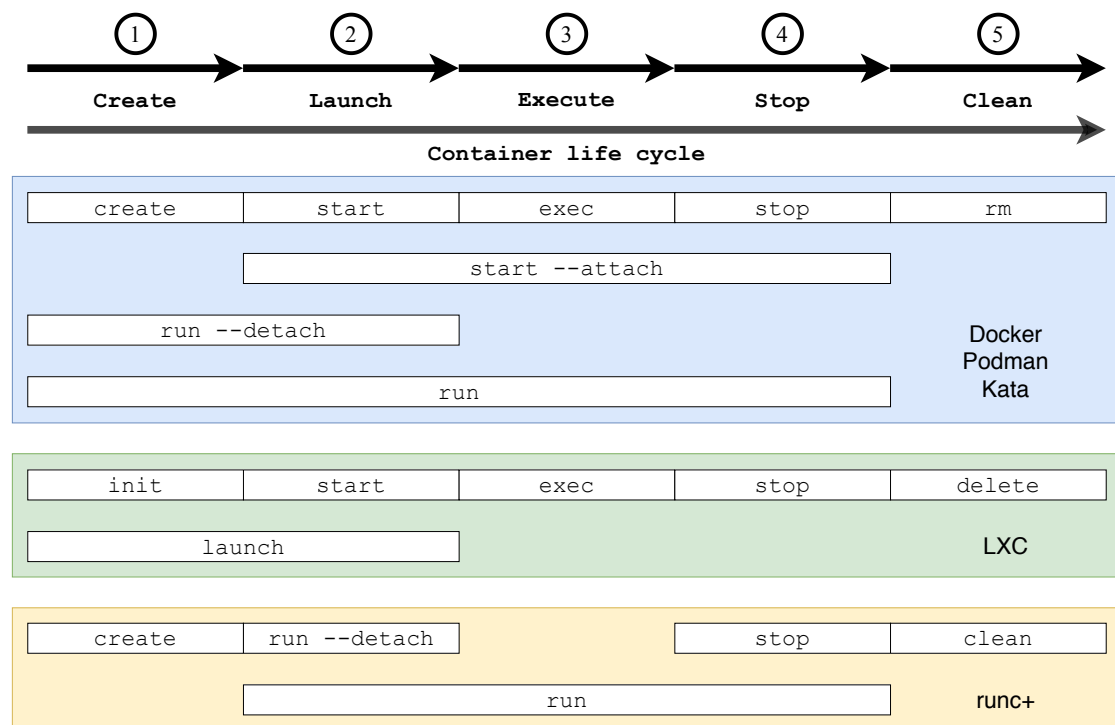 1 2 3 4 5
Create Launch Execute Stop Clean
Container life cycle
create start exec stop rm
start --attach
run --detach
Docker
Podman
run
Kata
init start exec stop delete
launch LXC
create run --detach stop clean
run runc+